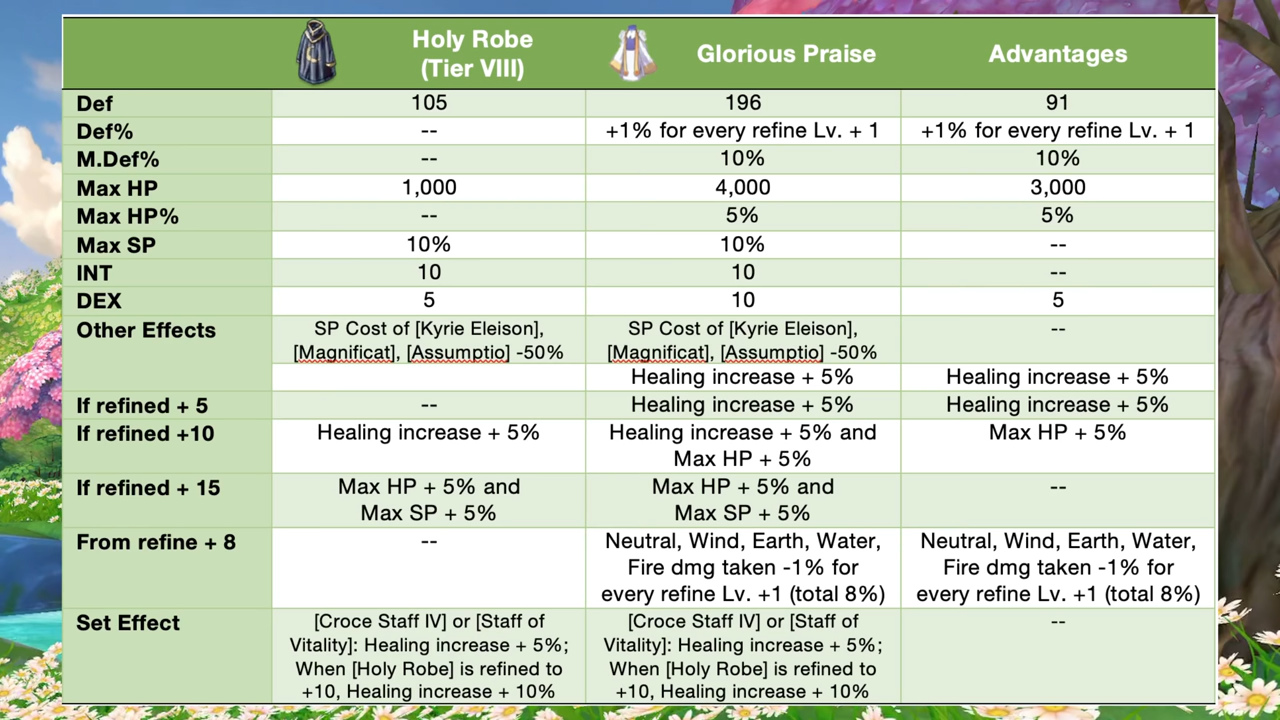 Holy Robe
(Tier VIII)
Glorious Praise
Advantages
Def
105
196
91
Def%
--
+1% for every refine Lv. + 1
+1% for every refine Lv. + 1
M.Def%
--
10%
10%
Max HP
1,000
4,000
3,000
Max HP%
--
5%
5%
Max SP
10%
10%
--
INT
10
10
--
DEX
5
10
5
Other Effects
SP Cost of [Kyrie Eleison],
[Magnificat], [Assumptio] -50%
SP Cost of [Kyrie Eleison],
[Magnificat], [Assumptio] -50%
--
Healing increase + 5%
Healing increase + 5%
If refined + 5
--
Healing increase + 5%
Healing increase + 5%
If refined +10
Healing increase + 5%
Healing increase + 5% and
Max HP + 5%
Max HP + 5%
If refined + 15
Max HP + 5% and
Max SP + 5%
Max HP + 5% and
Max SP + 5%
--
From refine + 8
--
Neutral, Wind, Earth, Water,
Fire dmg taken -1% for
every refine Lv. +1 (total 8%)
Neutral, Wind, Earth, Water,
Fire dmg taken -1% for
every refine Lv. +1 (total 8%)
Set Effect
[Croce Staff IV] or [Staff of
Vitality]: Healing increase + 5%;
When [Holy Robe] is refined to
+10, Healing increase + 10%
[Croce Staff IV] or [Staff of
Vitality]: Healing increase + 5%;
When [Holy Robe] is refined to
+10, Healing increase + 10%
--